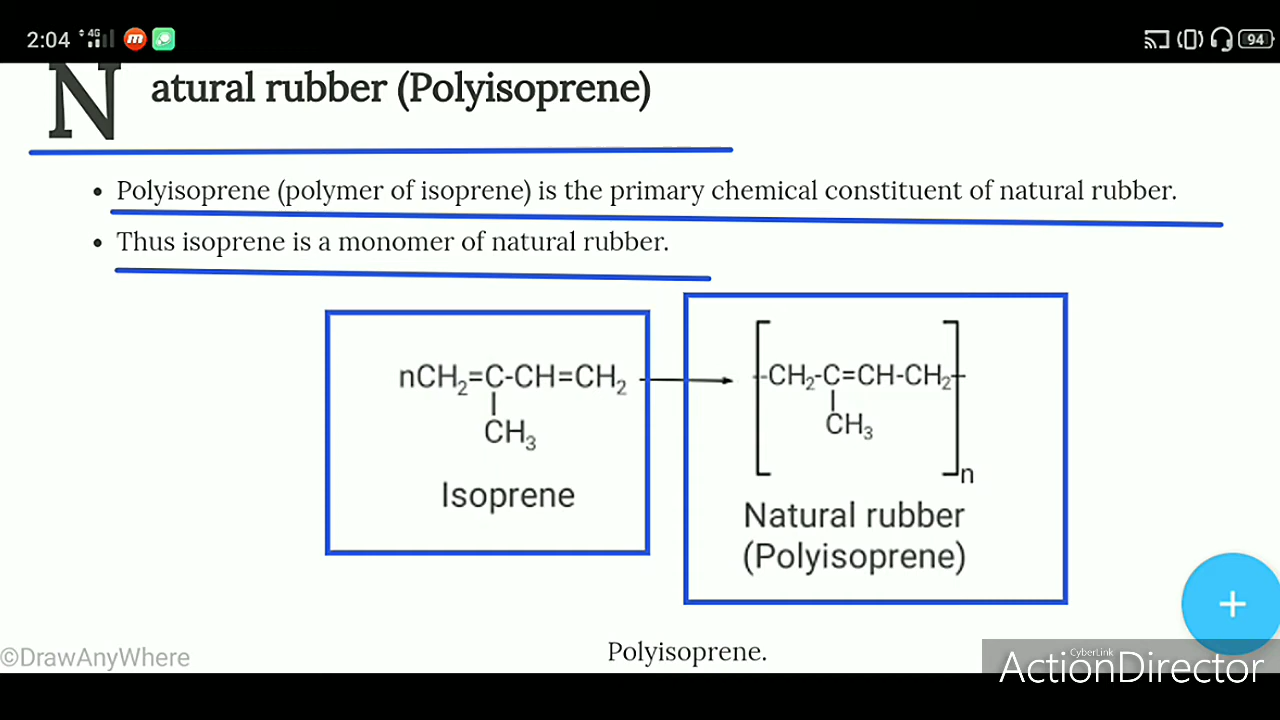 2:04 4G m 94
Natural rubber (Polyisoprene)
• Polyisoprene (polymer of isoprene) is the primary chemical constituent of natural rubber.
• Thus isoprene is a monomer of natural rubber.
nCH₂=C-CH=CH₂
CH₃
Isoprene
-CH₂-C=CH-CH₂-
CH₃
n
Natural rubber
(Polyisoprene)
Polyisoprene.
+
©DrawAnyWhere
CyberLink
ActionDirector